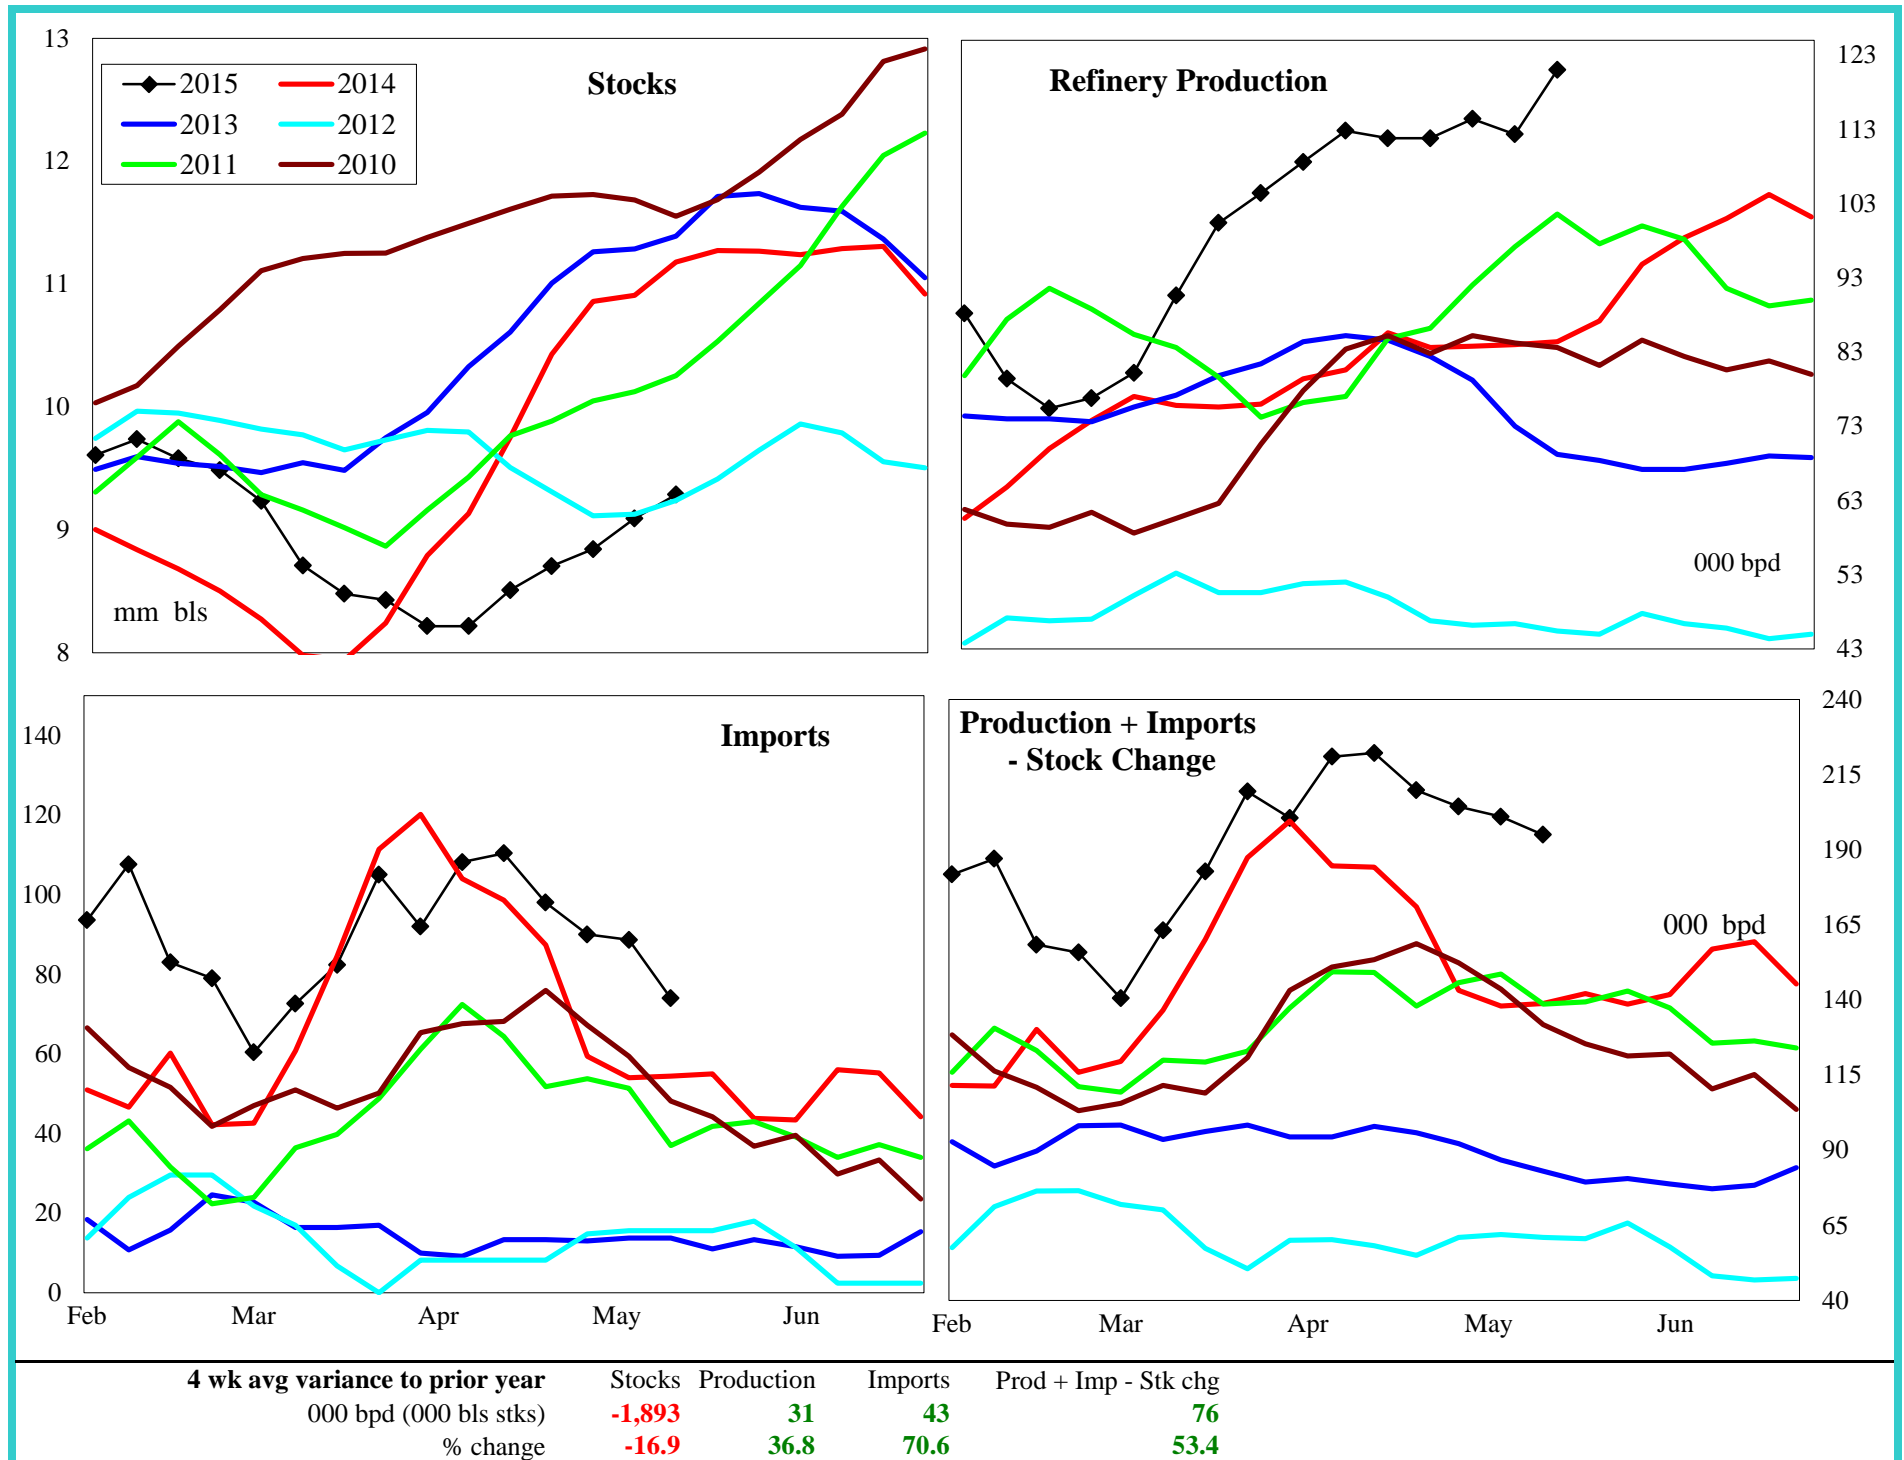 13
12
11
10
9
8
2015
2014
2013
2012
2011
2010
Stocks
mm bls
Refinery Production
000 bpd
123
113
103
93
83
73
63
53
43
140
120
100
80
60
40
20
0
Imports
Feb Mar Apr May Jun
Production + Imports
- Stock Change
000 bpd
240
215
190
165
140
115
90
65
40
Feb Mar Apr May Jun
4 wk avg variance to prior year Stocks Production Imports Prod + Imp - Stk chg
000 bpd (000 bls stks) -1,893 31 43 76
% change -16.9 36.8 70.6 53.4